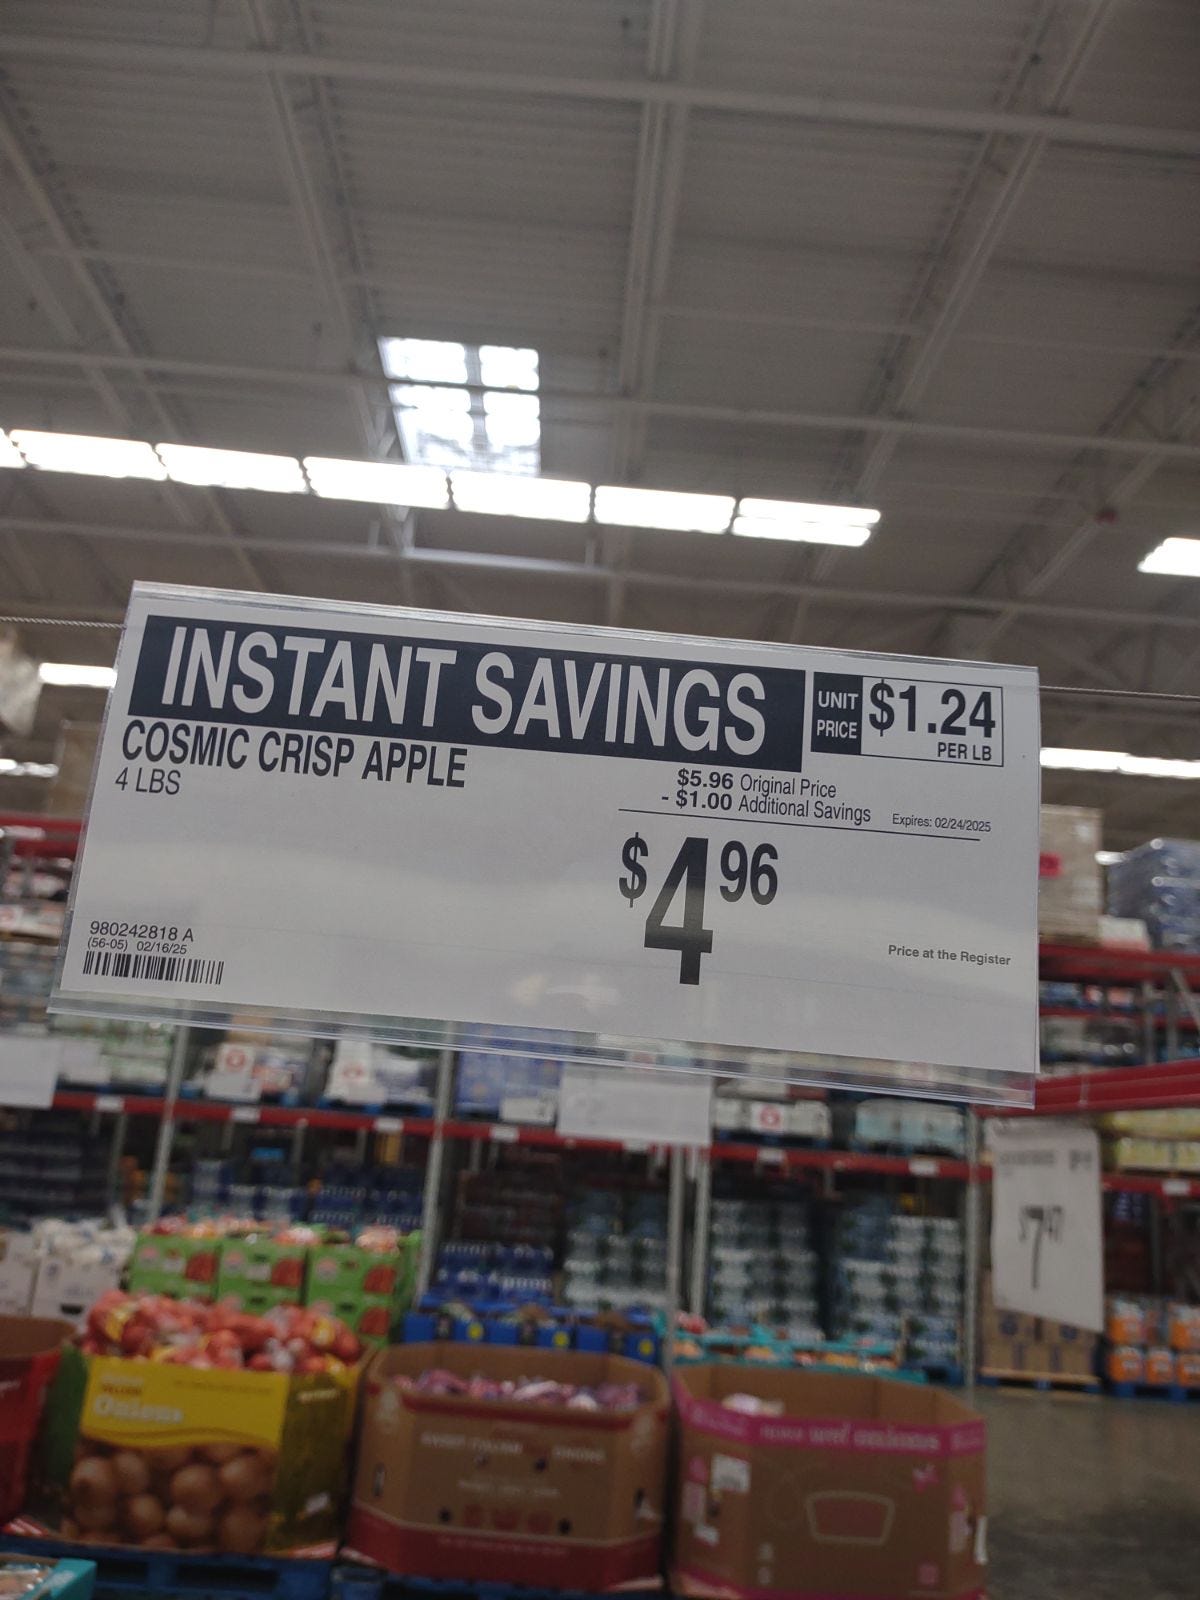 INSTANT SAVINGS
UNIT PRICE
$1.24
PER LB
COSMIC CRISP APPLE
4 LBS
$5.96 Original Price
- $1.00 Additional Savings
Expires: 02/24/2025
$4 96
980242818 A
(56-05) 02/16/25
Price at the Register
Onions